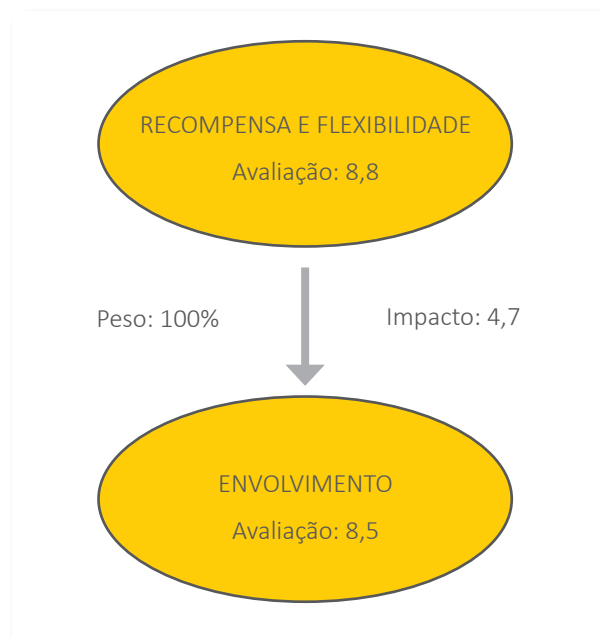 RECOMPENSA E FLEXIBILIDADE
Avaliação: 8,8
Peso: 100%
Impacto: 4,7
ENVOLVIMENTO
Avaliação: 8,5